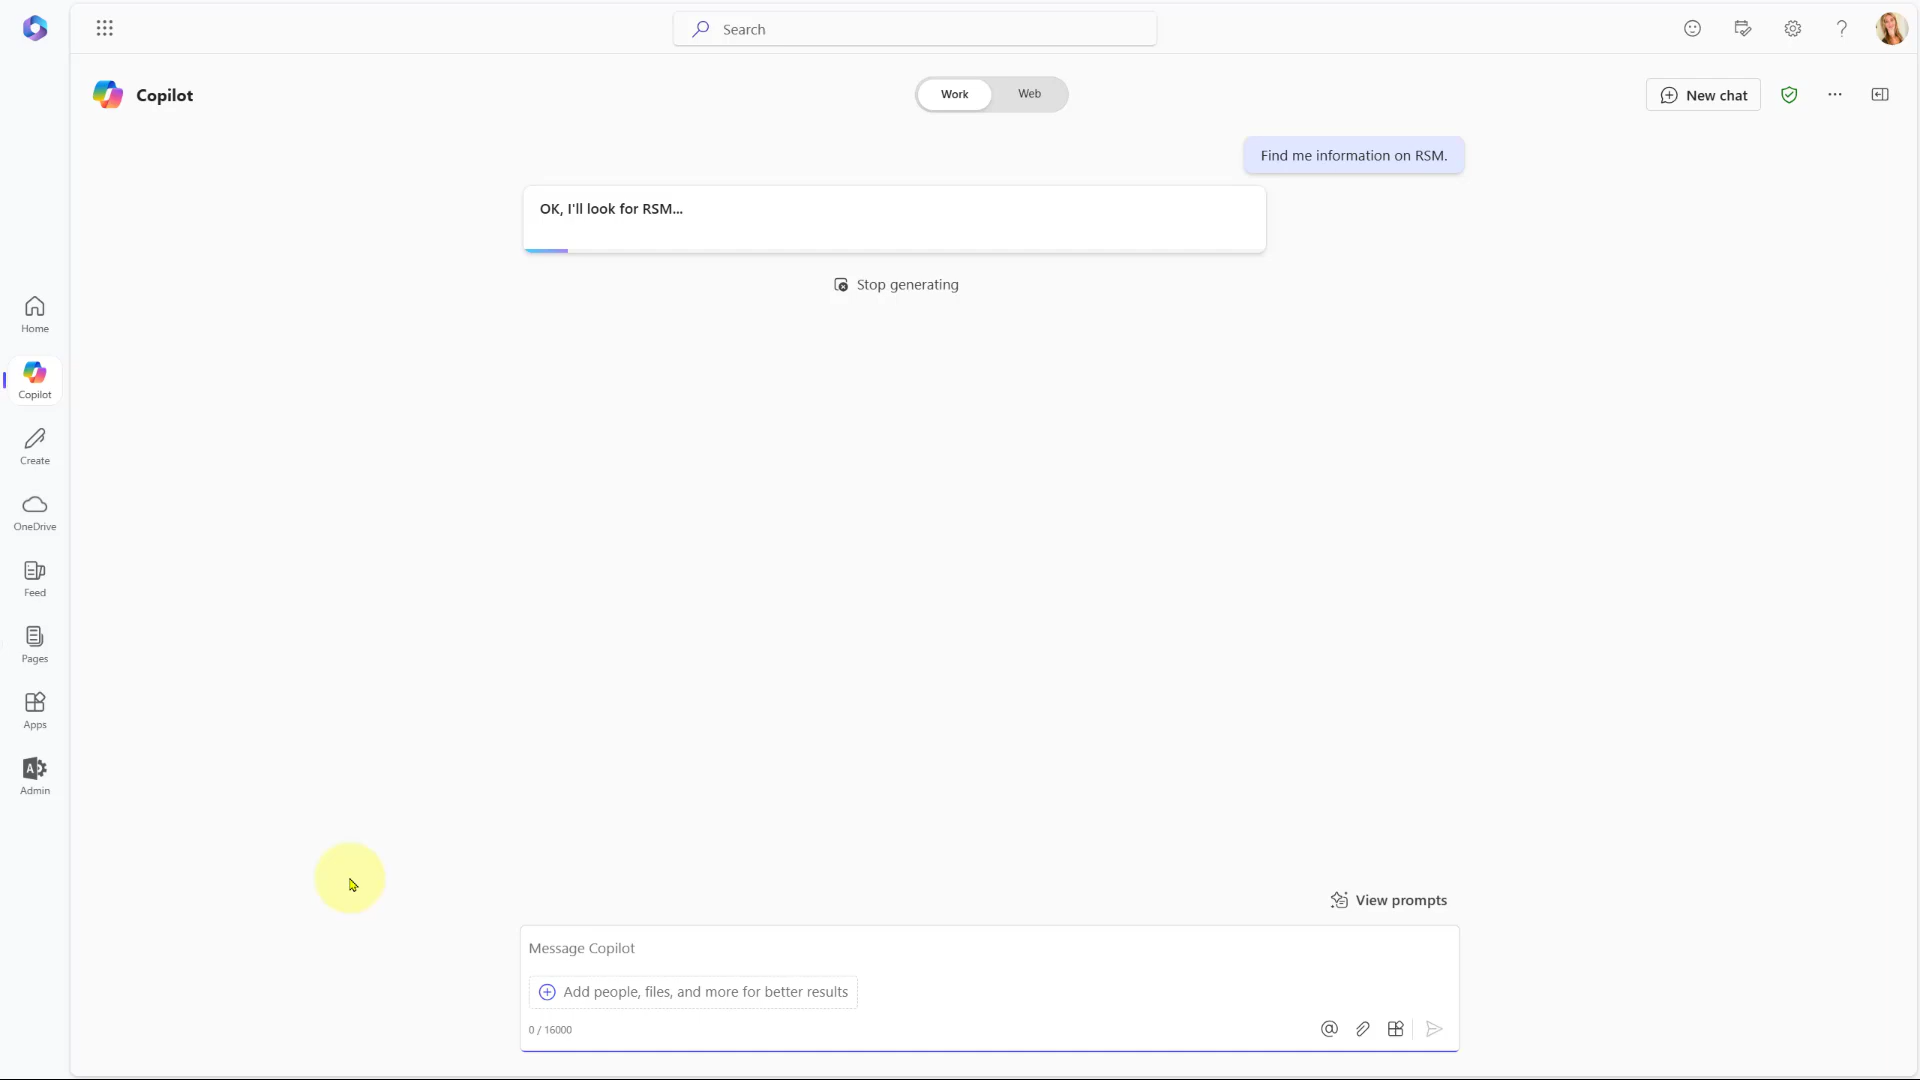 Search
Copilot
Work
Web
New chat
Find me information on RSM.
OK, I'll look for RSM...
Stop generating
Home
Copilot
Create
OneDrive
Feed
Pages
Apps
Admin
View prompts
Message Copilot
Add people, files, and more for better results
0 / 16000